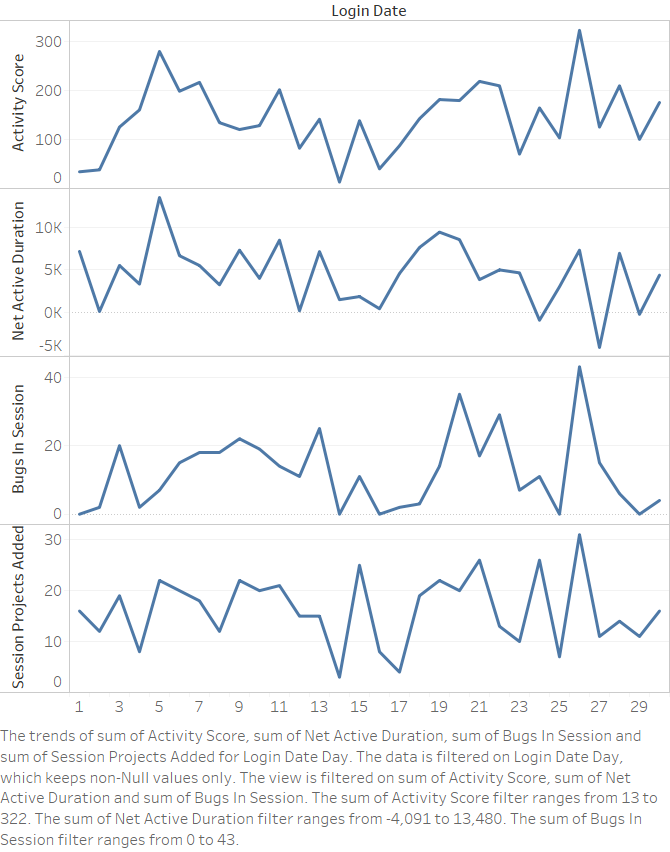 Login Date
Activity Score
300
200
100
0
Net Active Duration
10K
5K
0K
-5K
Bugs In Session
40
20
0
Session Projects Added
30
20
10
0
1 3 5 7 9 11 13 15 17 19 21 23 25 27 29
The trends of sum of Activity Score, sum of Net Active Duration, sum of Bugs In Session and
sum of Session Projects Added for Login Date Day. The data is filtered on Login Date Day,
which keeps non-Null values only. The view is filtered on sum of Activity Score, sum of Net
Active Duration and sum of Bugs In Session. The sum of Activity Score filter ranges from 13 to
322. The sum of Net Active Duration filter ranges from -4,091 to 13,480. The sum of Bugs In
Session filter ranges from 0 to 43.